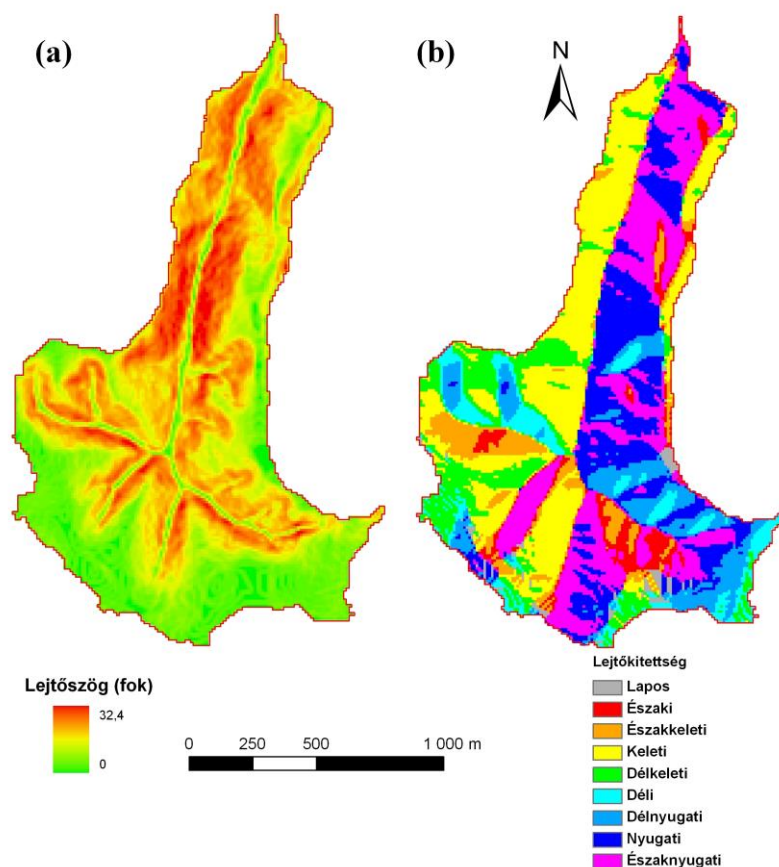 (a)
(b)
N
Lejtőszög (fok)
32,4
0
0 250 500 1 000 m
Lejtőkitettség
Lapos
Északi
Északkeleti
Keleti
Délkeleti
Déli
Délnyugati
Nyugati
Északnyugati